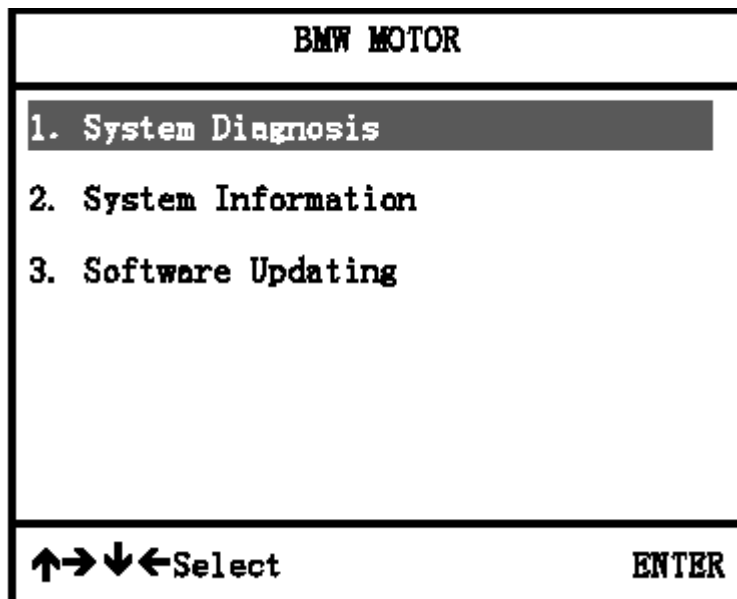 BMW MOTOR
1. System Diagnosis
2. System Information
3. Software Updating
↑→↓←Select ENTER